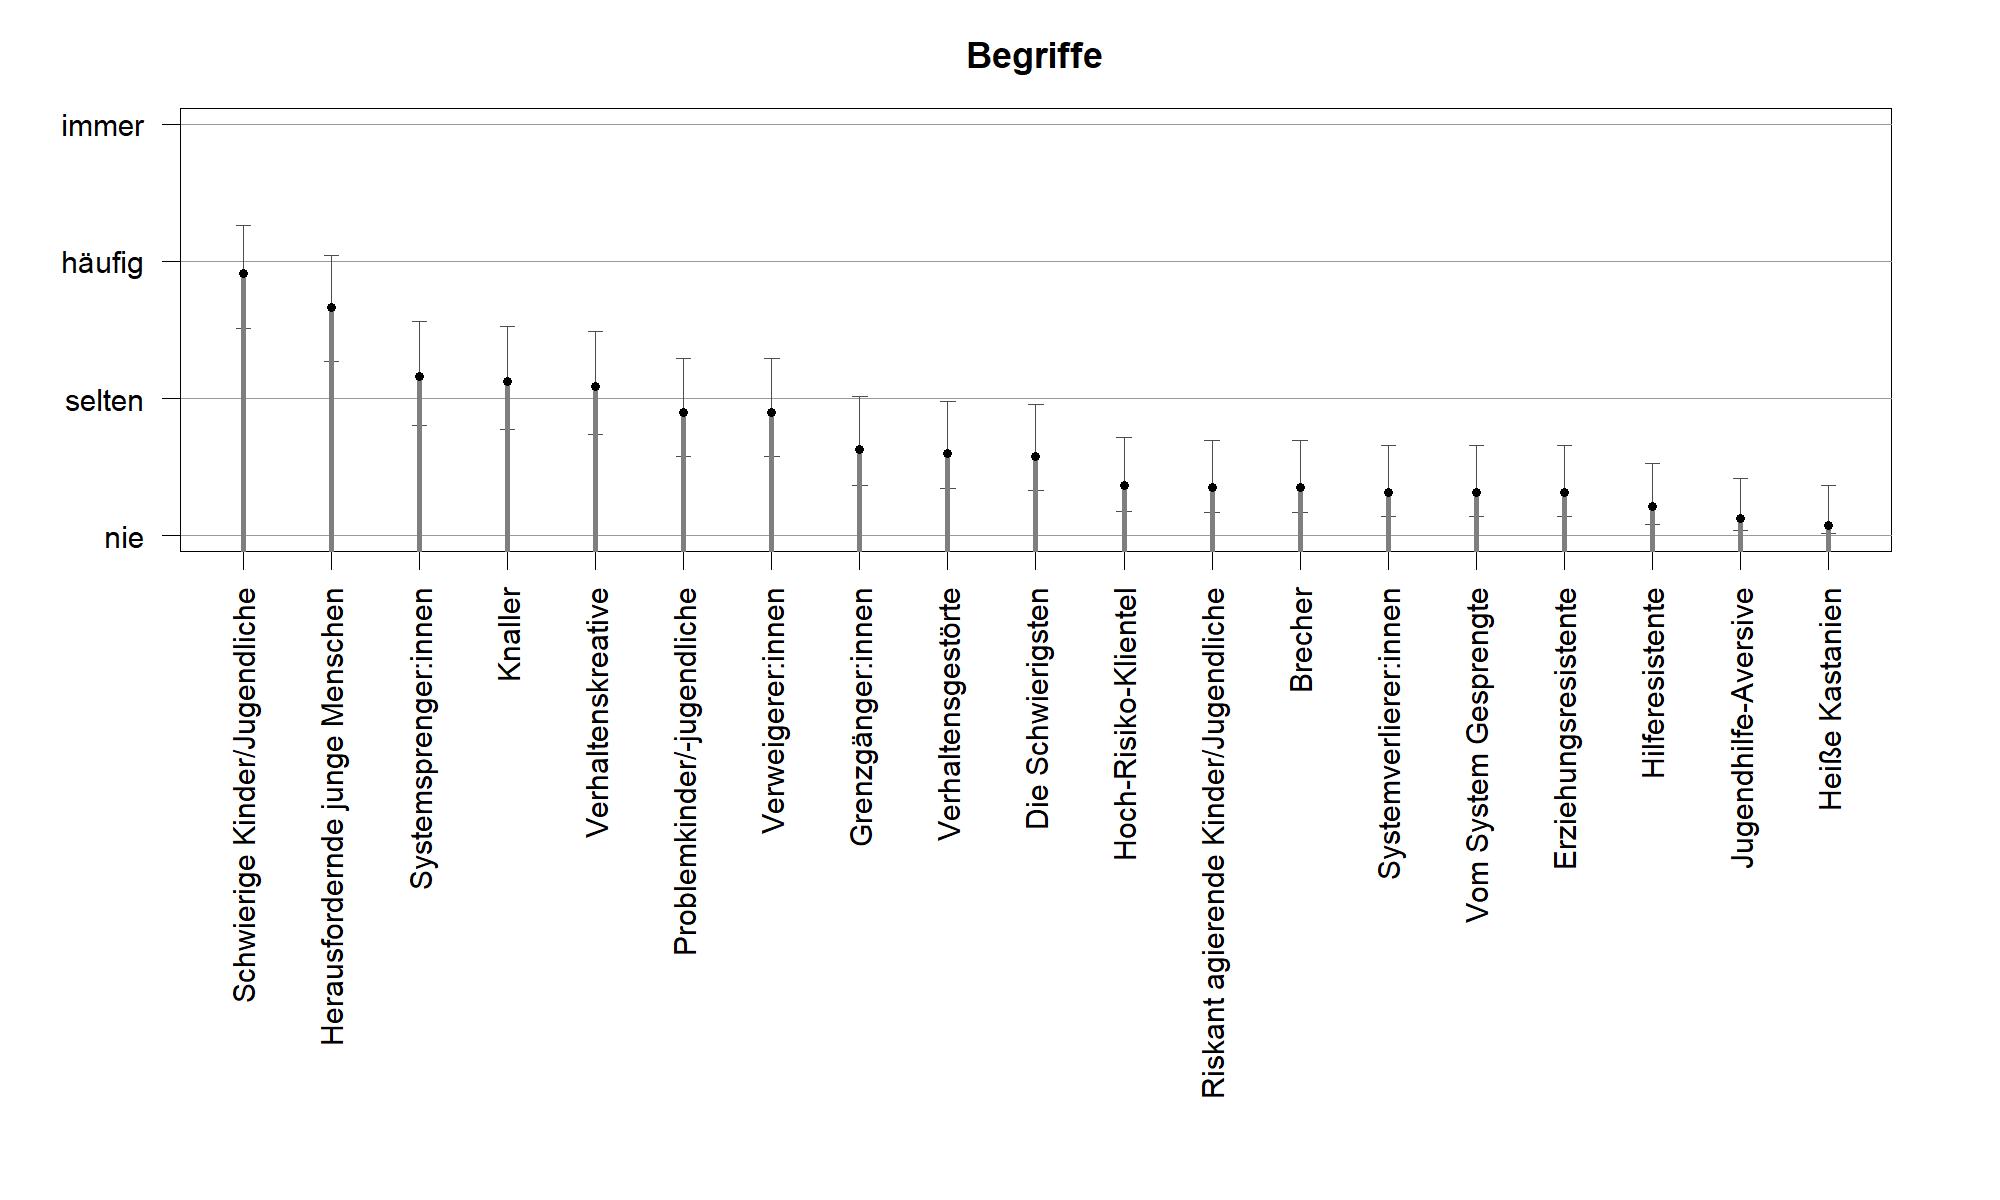 Begriffe
immer
häufig
selten
nie
Schwierige Kinder/Jugendliche
Herausfordernde junge Menschen
Systemsprenger:innen
Knaller
Verhaltenskreative
Problemkinder/-jugendliche
Verweigerer:innen
Grenzgänger:innen
Verhaltensgestörte
Die Schwierigsten
Hoch-Risiko-Klientel
Riskant agierende Kinder/Jugendliche
Brecher
Systemverlierer:innen
Vom System Gesprengte
Erziehungsresistente
Hilferesistente
Jugendhilfe-Aversive
Heiße Kastanien